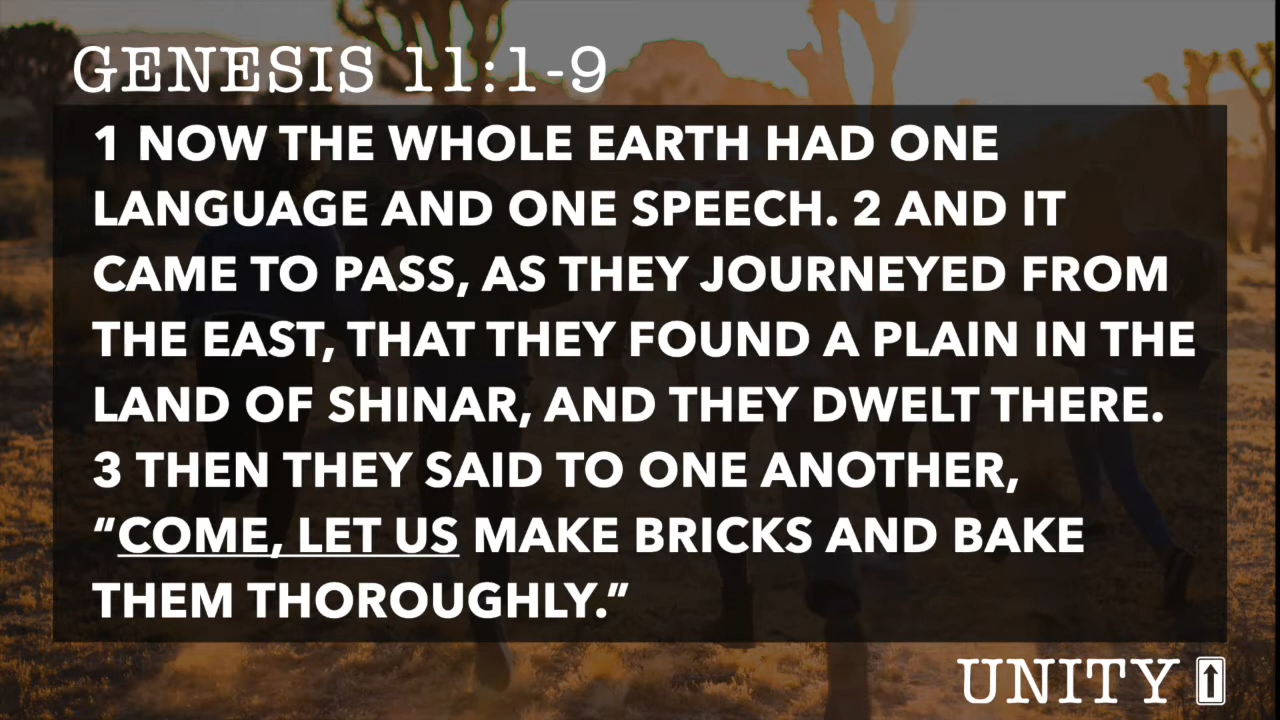 GENESIS 11:1-9
1 NOW THE WHOLE EARTH HAD ONE
LANGUAGE AND ONE SPEECH. 2 AND IT
CAME TO PASS, AS THEY JOURNEYED FROM
THE EAST, THAT THEY FOUND A PLAIN IN THE
LAND OF SHINAR, AND THEY DWELT THERE.
3 THEN THEY SAID TO ONE ANOTHER,
“COME, LET US MAKE BRICKS AND BAKE
THEM THOROUGHLY.”
UNITY